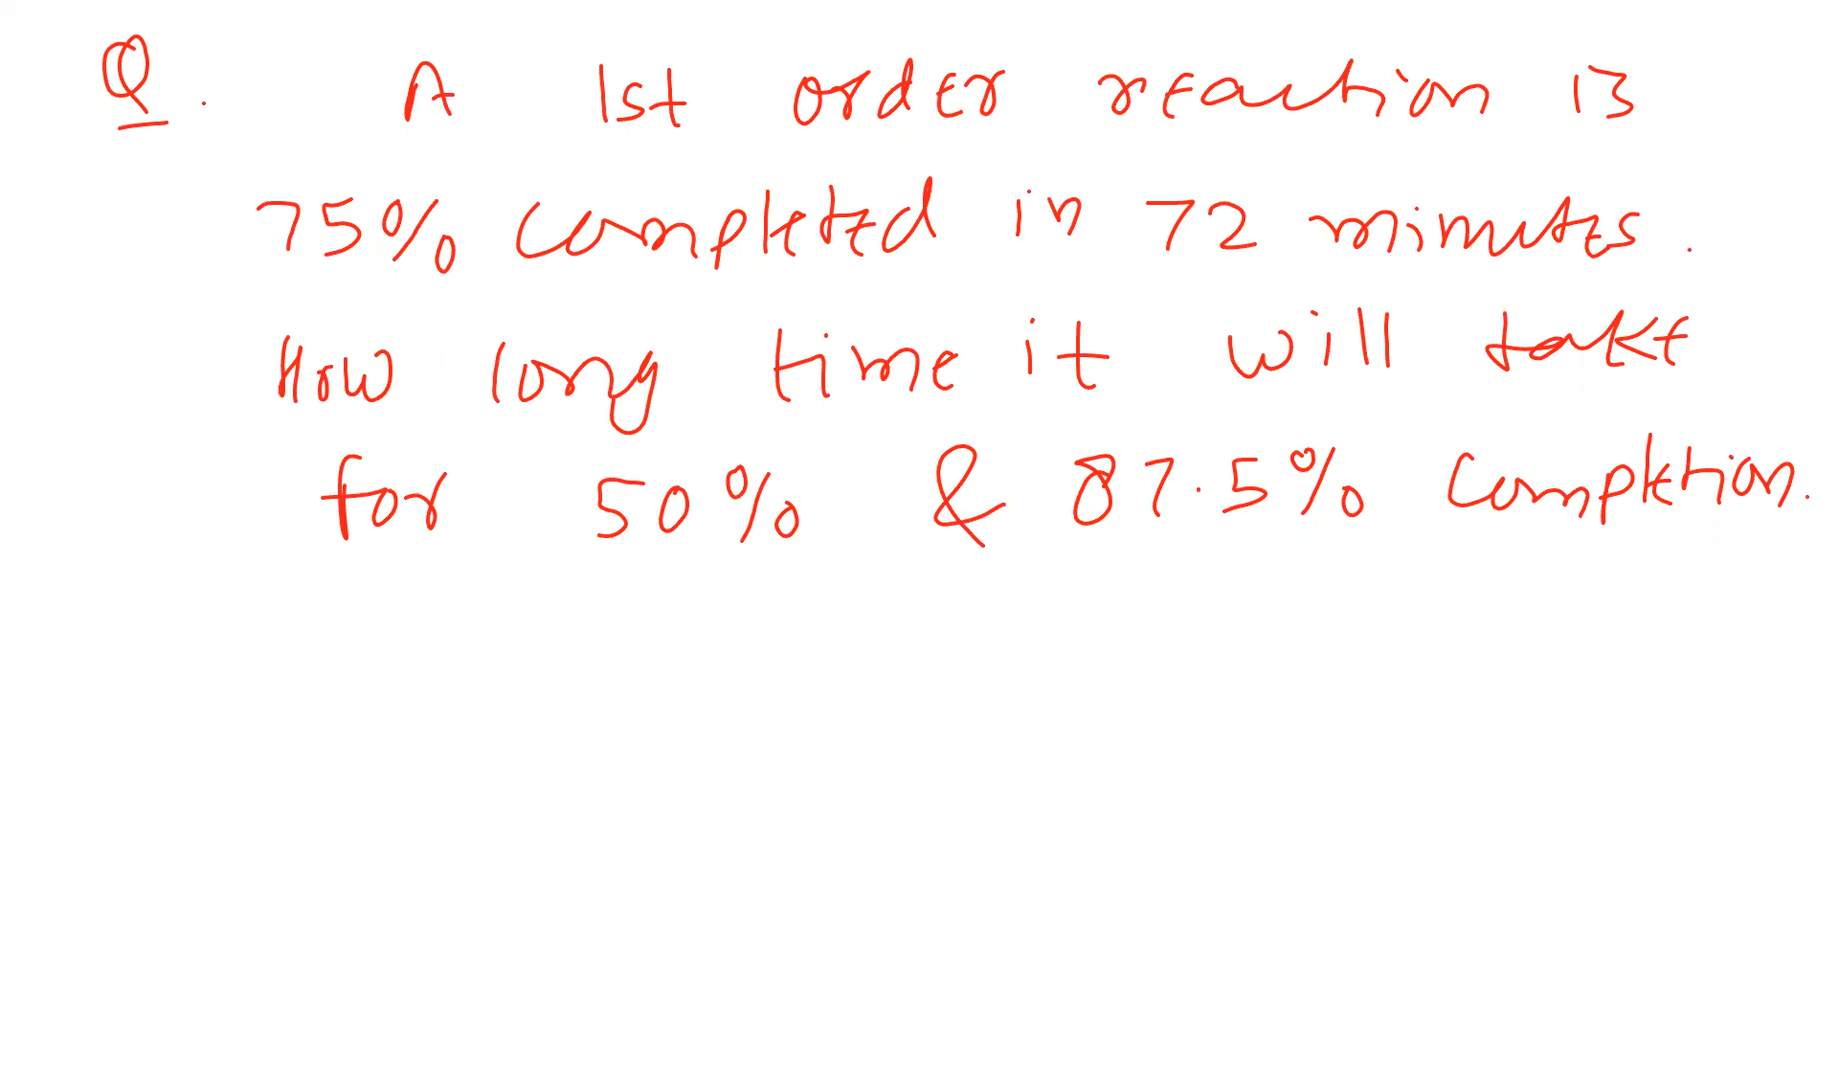 Q. A 1st order reaction is
75% completed in 72 minutes.
How long time it will take
for 50% & 87.5% completion.